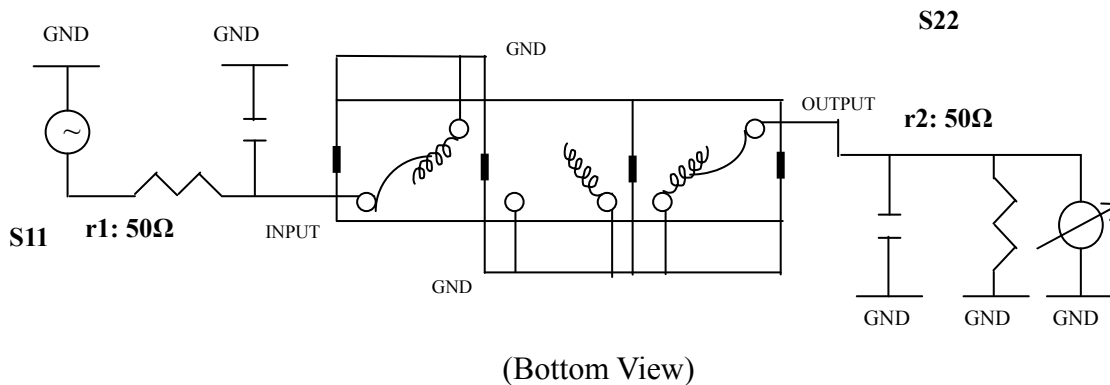 S22
GND
GND
GND
OUTPUT
r2: 50Ω
~
S11
r1: 50Ω
INPUT
GND
GND
GND
GND
(Bottom View)